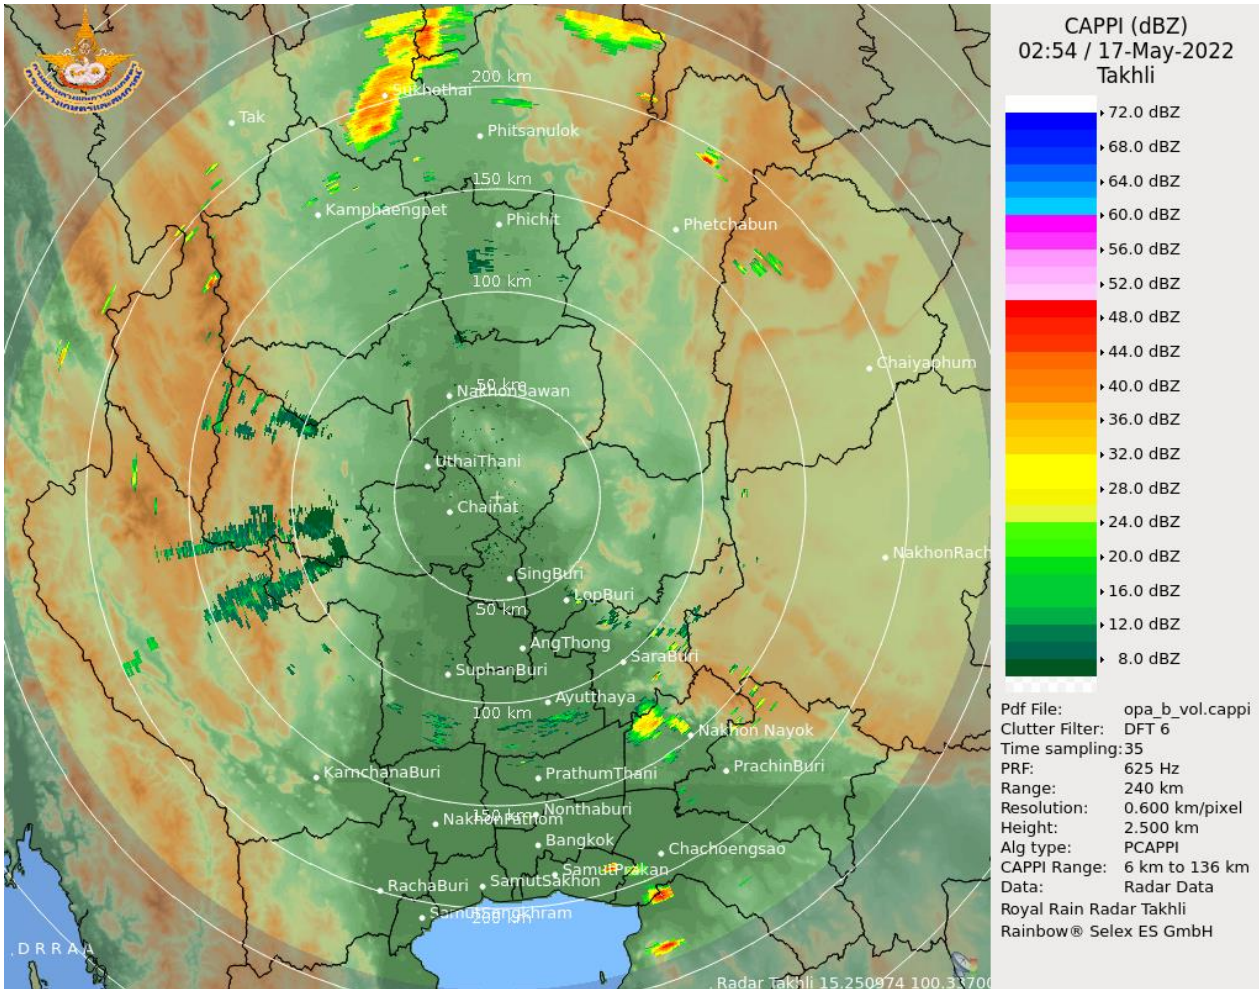 CAPPI (dBZ)
02:54 / 17-May-2022
Takhli
72.0 dBZ
68.0 dBZ
64.0 dBZ
60.0 dBZ
56.0 dBZ
52.0 dBZ
48.0 dBZ
44.0 dBZ
40.0 dBZ
36.0 dBZ
32.0 dBZ
28.0 dBZ
24.0 dBZ
20.0 dBZ
16.0 dBZ
12.0 dBZ
8.0 dBZ
Pdf File: opa_b_vol.cappi
Clutter Filter: DFT 6
Time sampling:35
PRF: 625 Hz
Range: 240 km
Resolution: 0.600 km/pixel
Height: 2.500 km
Alg type: PCAPPI
CAPPI Range: 6 km to 136 km
Data: Radar Data
Royal Rain Radar Takhli
Rainbow® Selex ES GmbH
200 km
Sukhothai
Tak
Phitsanulok
150 km
Kamphaengpet
Phichit
Phetchabun
100 km
Chaiyaphum
50 km
NakhonSawan
UthaiThani
Chainat
NakhonRach
SingBuri
LopBuri
50 km
AngThong
SaraBuri
SuphanBuri
Ayutthaya
100 km
Nakhon Nayok
KarnchanaBuri
PrathumThani
PrachinBuri
150 km
Nonthaburi
NakhonPathom
Bangkok
Chachoengsao
SamutPrakan
RachaBuri
SamutSakhon
SamutSangkhram
200 km
D R R A A
Radar Takhli 15.250974 100.33700